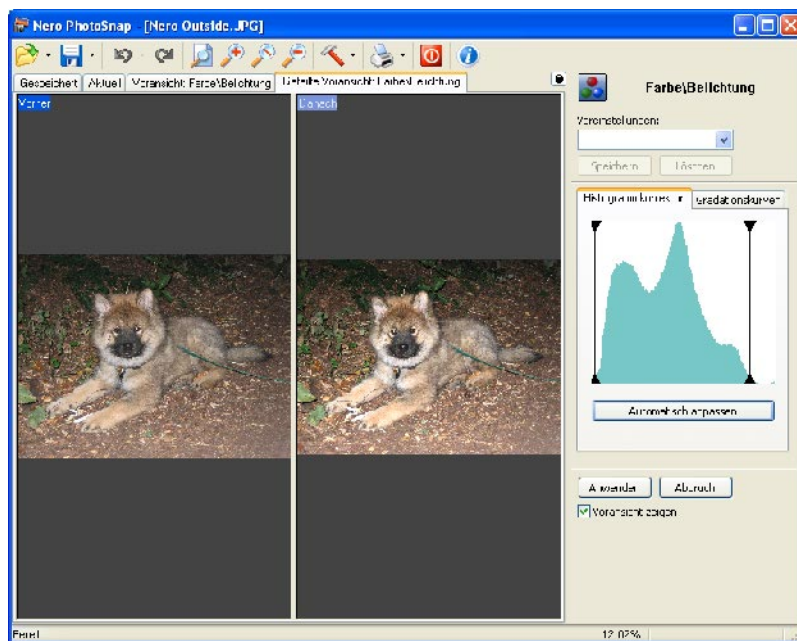 Nero PhotoSnap - [Nero Outside.JPG]
Gespeichert Aktuell Voransicht: Farbe\Belichtung Geteilte Voransicht: Farbe\Belichtung
Vorher Danach
Farbe\Belichtung
Voreinstellungen:
Speichern Löschen
Histogrammkorrektur Gradationskurven
Automatisch anpassen
Anwenden Abbruch
Voransicht zeigen
Bereit 12.02%